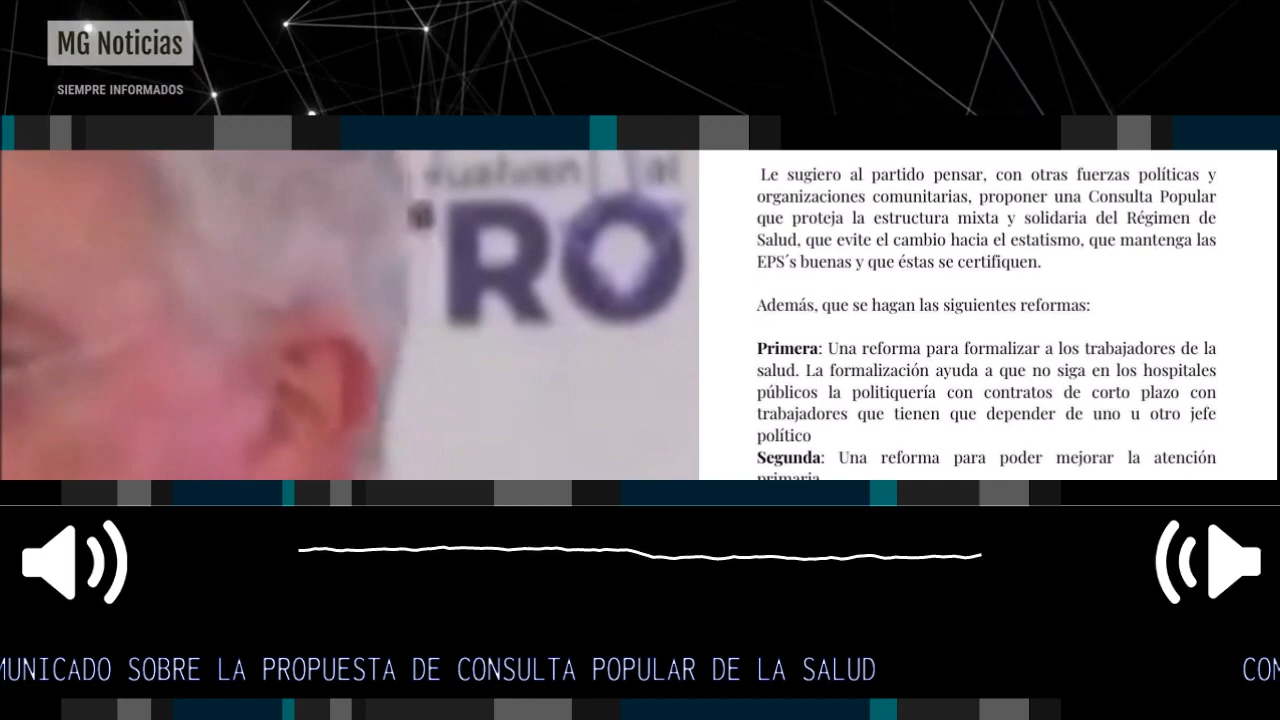 MG Noticias
SIEMPRE INFORMADOS
RO
Le sugiero al partido pensar, con otras fuerzas políticas y
organizaciones comunitarias, proponer una Consulta Popular
que proteja la estructura mixta y solidaria del Régimen de
Salud, que evite el cambio hacia el estatismo, que mantenga las
EPS´s buenas y que éstas se certifiquen.
Además, que se hagan las siguientes reformas:
Primera: Una reforma para formalizar a los trabajadores de la
salud. La formalización ayuda a que no siga en los hospitales
públicos la politiquería con contratos de corto plazo con
trabajadores que tienen que depender de uno u otro jefe
político
Segunda: Una reforma para poder mejorar la atención
primaria
MUNICADO SOBRE LA PROPUESTA DE CONSULTA POPULAR DE LA SALUD